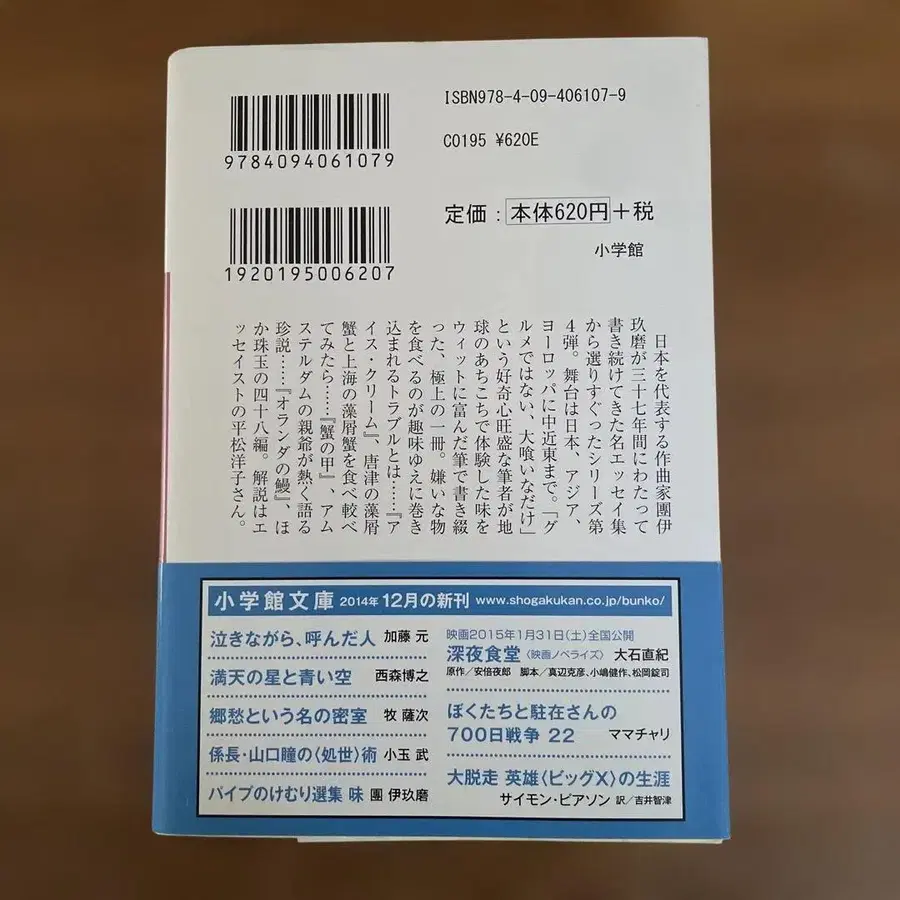 ISBN978-4-09-406107-9
9784094061079
C0195 ¥620E
1920195006207
定価：本体620円＋税
小学館
日本を代表する作曲家團伊
玖磨が三十七年間にわたって
書き続けてきた名エッセイ集
から選りすぐったシリーズ第
4弾。舞台は日本、アジア、
ヨーロッパに中近東まで。「グ
ルメではない、大喰いなだけ」
という好奇心旺盛な筆者が地
球のあちこちで体験した味を
ウィットに富んだ筆で書き綴
った、極上の一冊。嫌いな物
を食べるのが趣味ゆえに巻き
込まれるトラブルとは……『ア
イス・クリーム』、唐津の藻屑
蟹と上海の藻屑蟹を食べ較べ
てみたら……『蟹の甲』、アム
ステルダムの親爺が熱く語る
珍説……『オランダの鰻』、ほ
か珠玉の四十八編。解説はエ
ッセイストの平松洋子さん。
小学館文庫 2014年 12月の新刊 www.shogakukan.co.jp/bunko/
泣きながら、呼んだ人 加藤 元
満天の星と青い空 西森博之
郷愁という名の密室 牧 薩次
係長・山口瞳の〈処世〉術 小玉 武
パイプのけむり選集 味 團 伊玖磨
映画2015年1月31日（土）全国公開
深夜食堂〈映画ノベライズ〉 大石直紀
原作／安倍夜郎 脚本／真辺克彦、小嶋健作、松岡錠司
ぼくたちと駐在さんの
700日戦争 22 ママチャリ
大脱走 英雄〈ビッグX〉の生涯
サイモン・ピアソン 訳／吉井智津